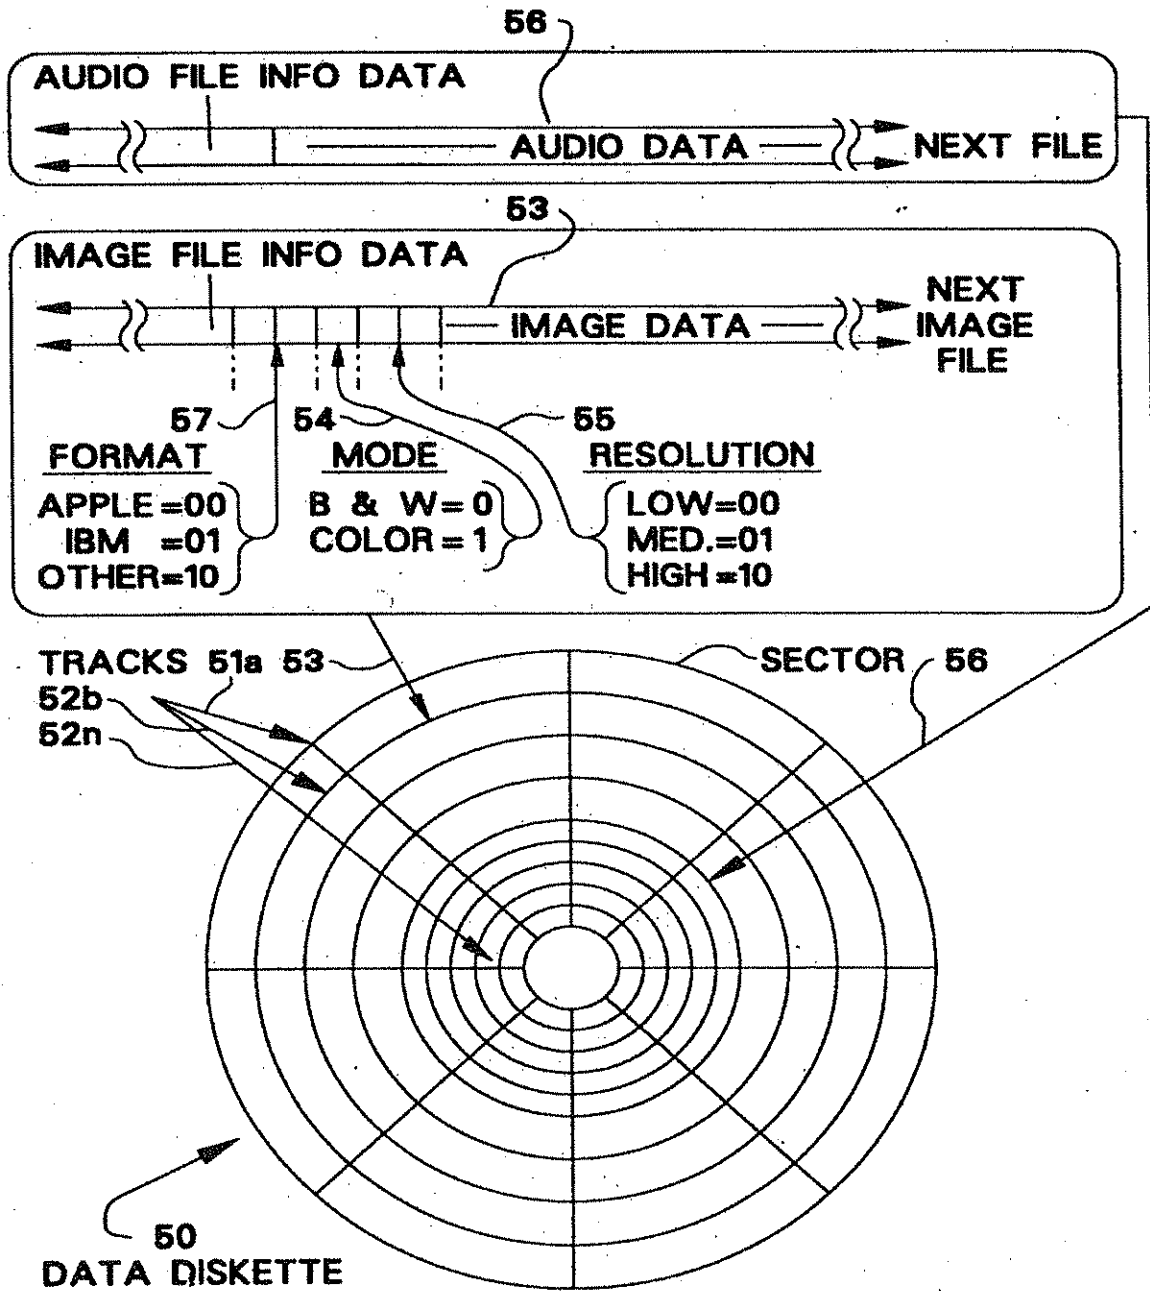 56
AUDIO FILE INFO DATA
AUDIO DATA
NEXT FILE
53
IMAGE FILE INFO DATA
IMAGE DATA
NEXT
IMAGE
FILE
57
54
55
FORMAT
APPLE=00
IBM =01
OTHER=10
MODE
B & W=0
COLOR=1
RESOLUTION
LOW=00
MED.=01
HIGH=10
TRACKS 51a 53
52b
52n
SECTOR 56
50
DATA DISKETTE